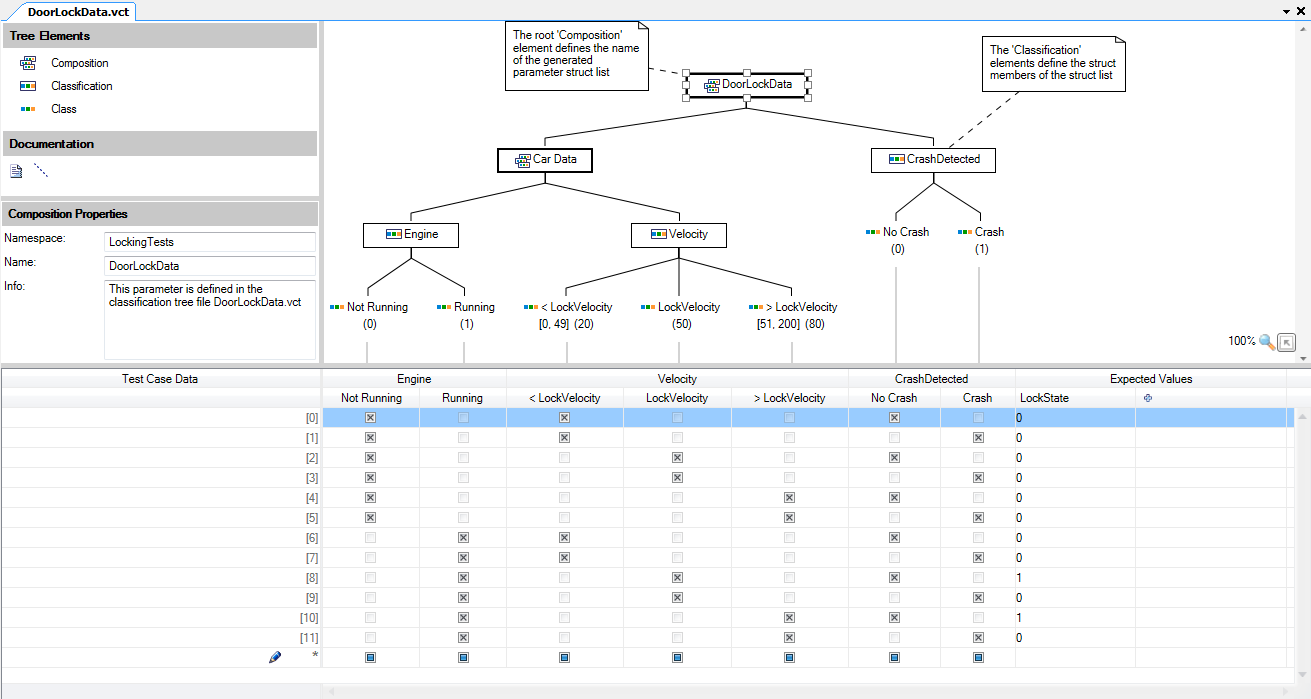 DoorLockData.vct
Tree Elements
Composition
Classification
Class
Documentation
Composition Properties
Namespace:
LockingTests
Name:
DoorLockData
Info:
This parameter is defined in the
classification tree file DoorLockData.vct
The root 'Composition'
element defines the name
of the generated
parameter struct list
The 'Classification'
elements define the struct
members of the struct list
DoorLockData
Car Data
CrashDetected
Engine
Velocity
No Crash
(0)
Crash
(1)
Not Running
(0)
Running
(1)
< LockVelocity
[0, 49] (20)
LockVelocity
(50)
> LockVelocity
[51, 200] (80)
100%
Test Case Data Engine Velocity CrashDetected Expected Values
Not Running Running < LockVelocity LockVelocity > LockVelocity No Crash Crash LockState
[0] 0
[1] 0
[2] 0
[3] 0
[4] 0
[5] 0
[6] 0
[7] 0
[8] 1
[9] 0
[10] 1
[11] 0
*